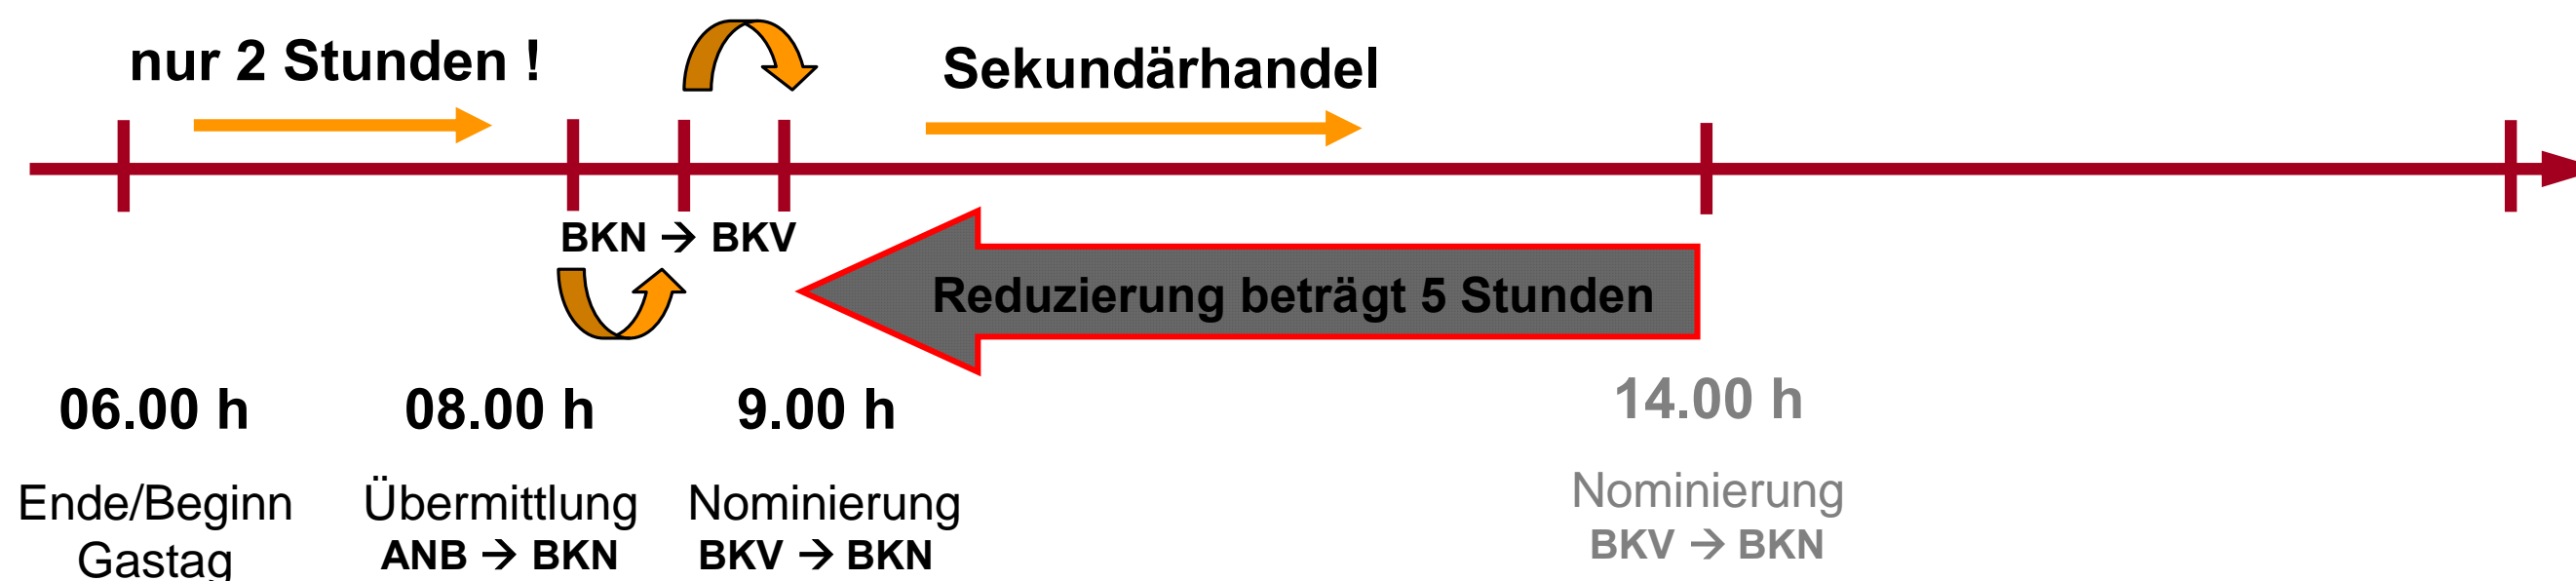 nur 2 Stunden !
Sekundärhandel
BKN → BKV
Reduzierung beträgt 5 Stunden
06.00 h
Ende/Beginn
Gastag
08.00 h
Übermittlung
ANB → BKN
9.00 h
Nominierung
BKV → BKN
14.00 h
Nominierung
BKV → BKN